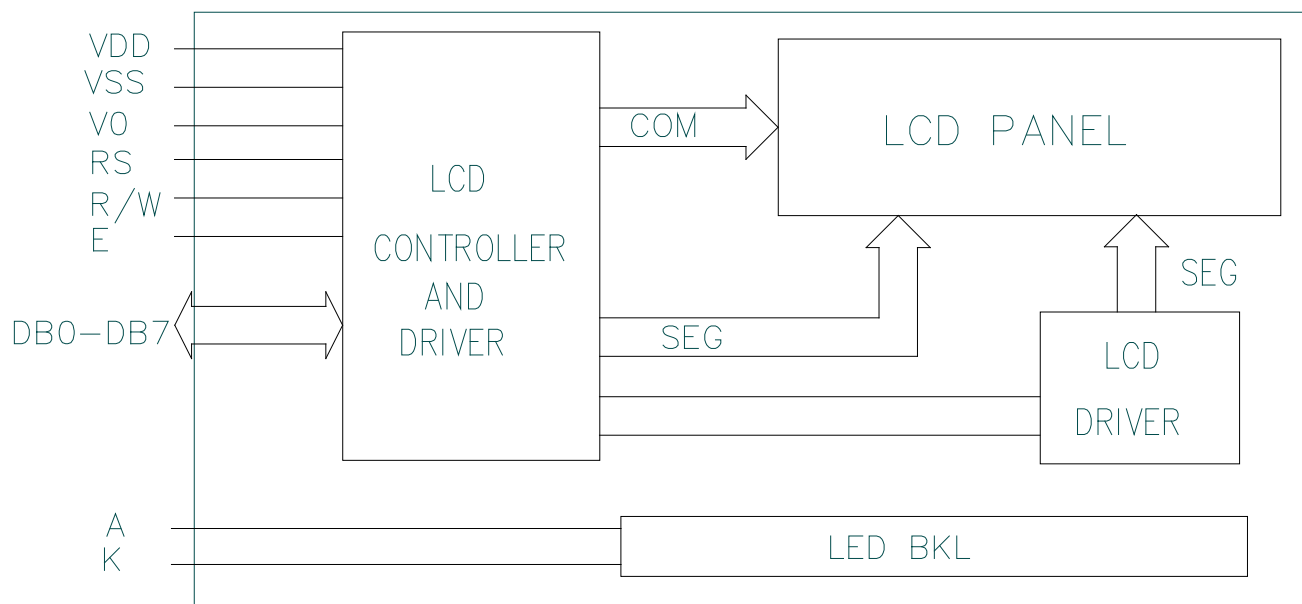 VDD
VSS
V0
RS
R/W
E
DB0-DB7
A
K
LCD
CONTROLLER
AND
DRIVER
COM
SEG
LCD PANEL
SEG
LCD
DRIVER
LED BKL